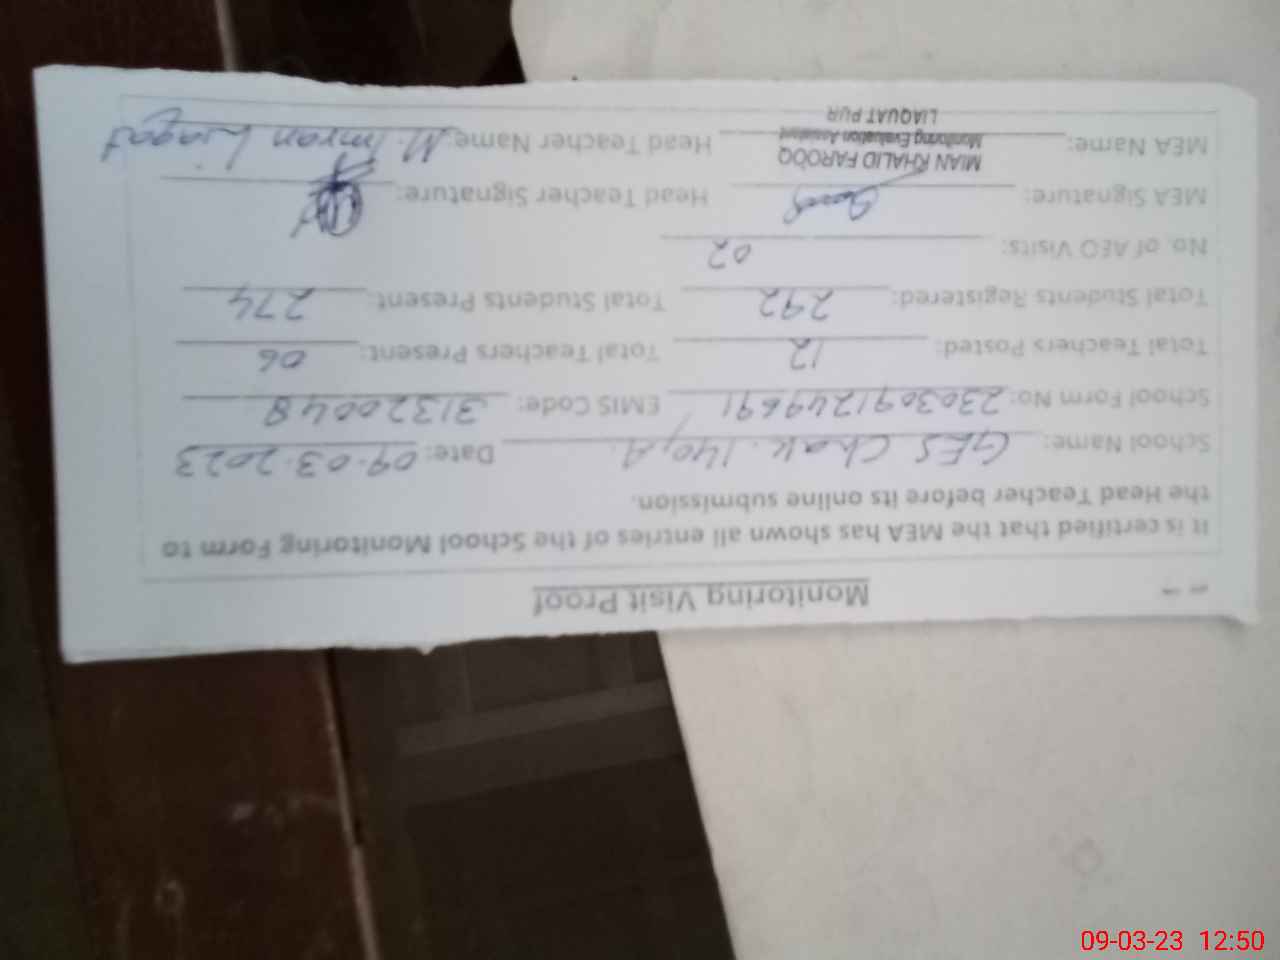 Monitoring Visit Proof
It is certified that the MEA has shown all entries of the School Monitoring Form to
the Head Teacher before its online submission.
School Name: GES Chak 140/A. Date: 09.03.2023
School Form No: 2303091249691 EMIS Code: 31320048
Total Teachers Posted: 12 Total Teachers Present: 06
Total Students Registered: 292 Total Students Present: 274
No. of AEO Visits: 02
MEA Signature: Head Teacher Signature:
MIAN KHALID FAROOQ
MEA Name: Monitoring Evaluation Assistant Head Teacher Name: M. Imran Liaqat
LIAQUAT PUR
09-03-23 12:50